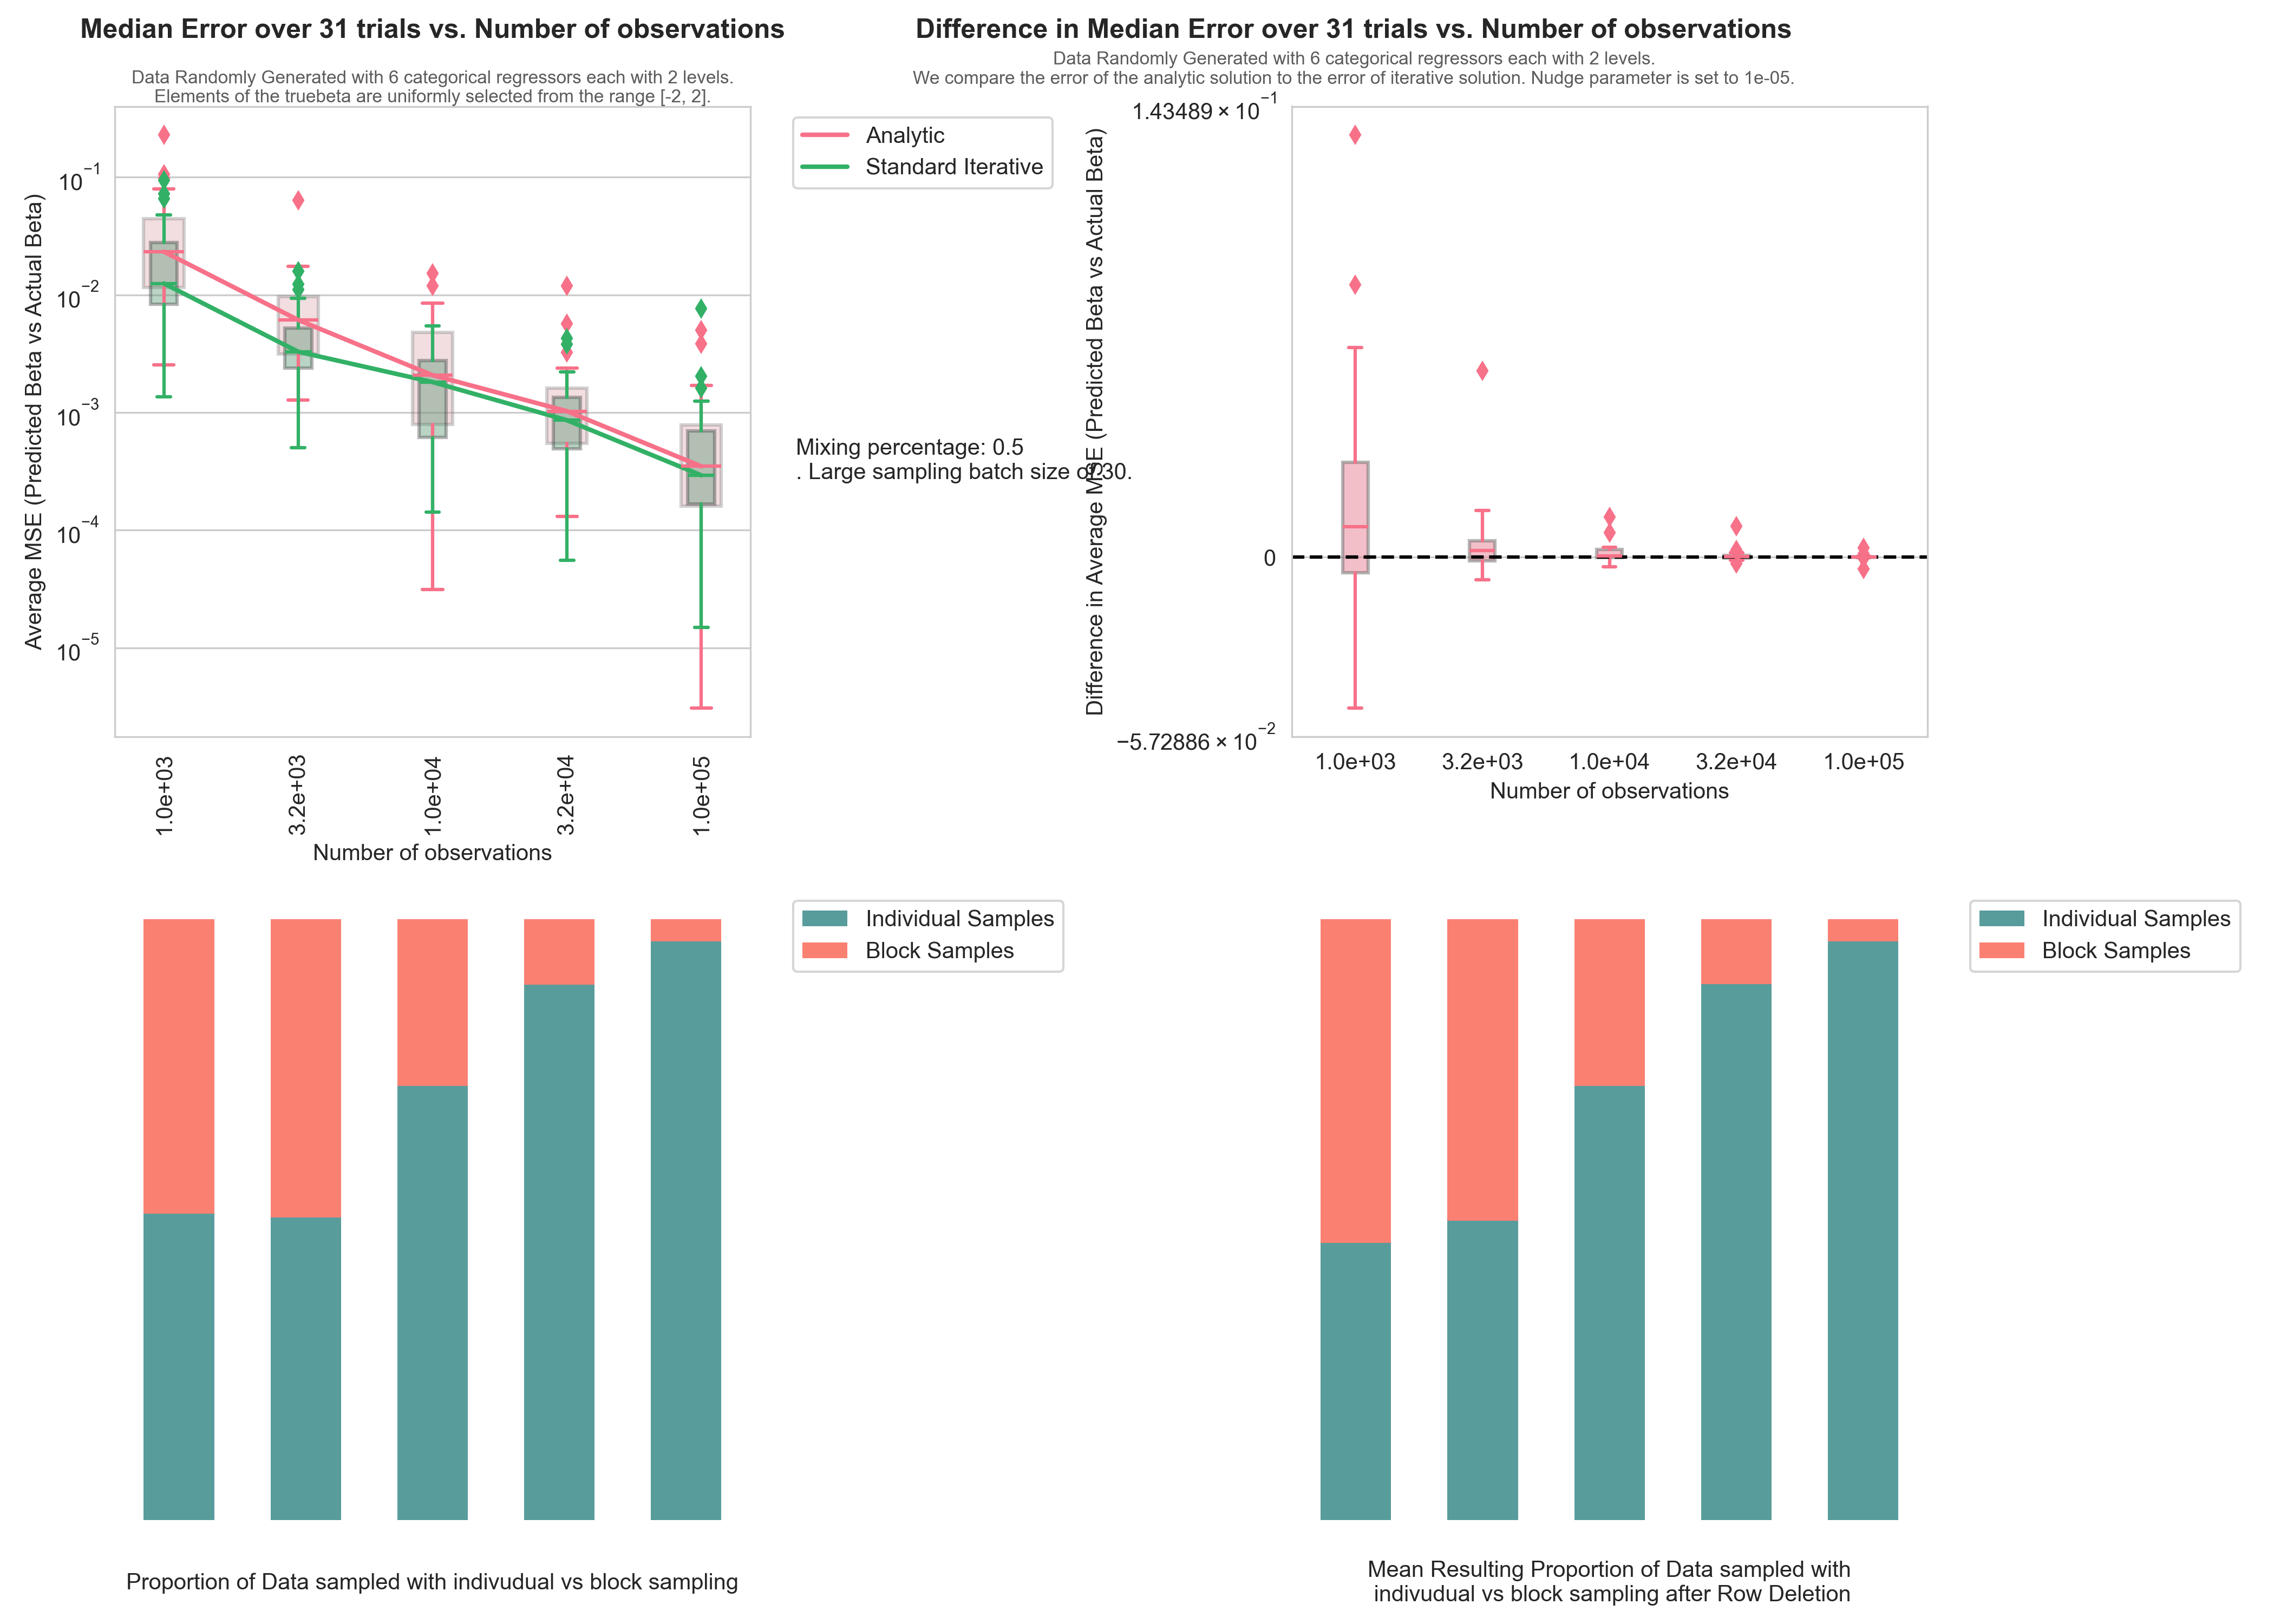 Median Error over 31 trials vs. Number of observations
Data Randomly Generated with 6 categorical regressors each with 2 levels.
Elements of the truebeta are uniformly selected from the range [-2, 2].
Average MSE (Predicted Beta vs Actual Beta)
10−1
10−2
10−3
10−4
10−5
1.0e+03
3.2e+03
1.0e+04
3.2e+04
1.0e+05
Number of observations
Analytic
Standard Iterative
Mixing percentage: 0.5
. Large sampling batch size of 30.
Difference in Median Error over 31 trials vs. Number of observations
Data Randomly Generated with 6 categorical regressors each with 2 levels.
We compare the error of the analytic solution to the error of iterative solution. Nudge parameter is set to 1e-05.
Difference in Average MSE (Predicted Beta vs Actual Beta)
1.43489 × 10−1
0
−5.72886 × 10−2
1.0e+03
3.2e+03
1.0e+04
3.2e+04
1.0e+05
Number of observations
Individual Samples
Block Samples
Proportion of Data sampled with indivudual vs block sampling
Individual Samples
Block Samples
Mean Resulting Proportion of Data sampled with
indivudual vs block sampling after Row Deletion